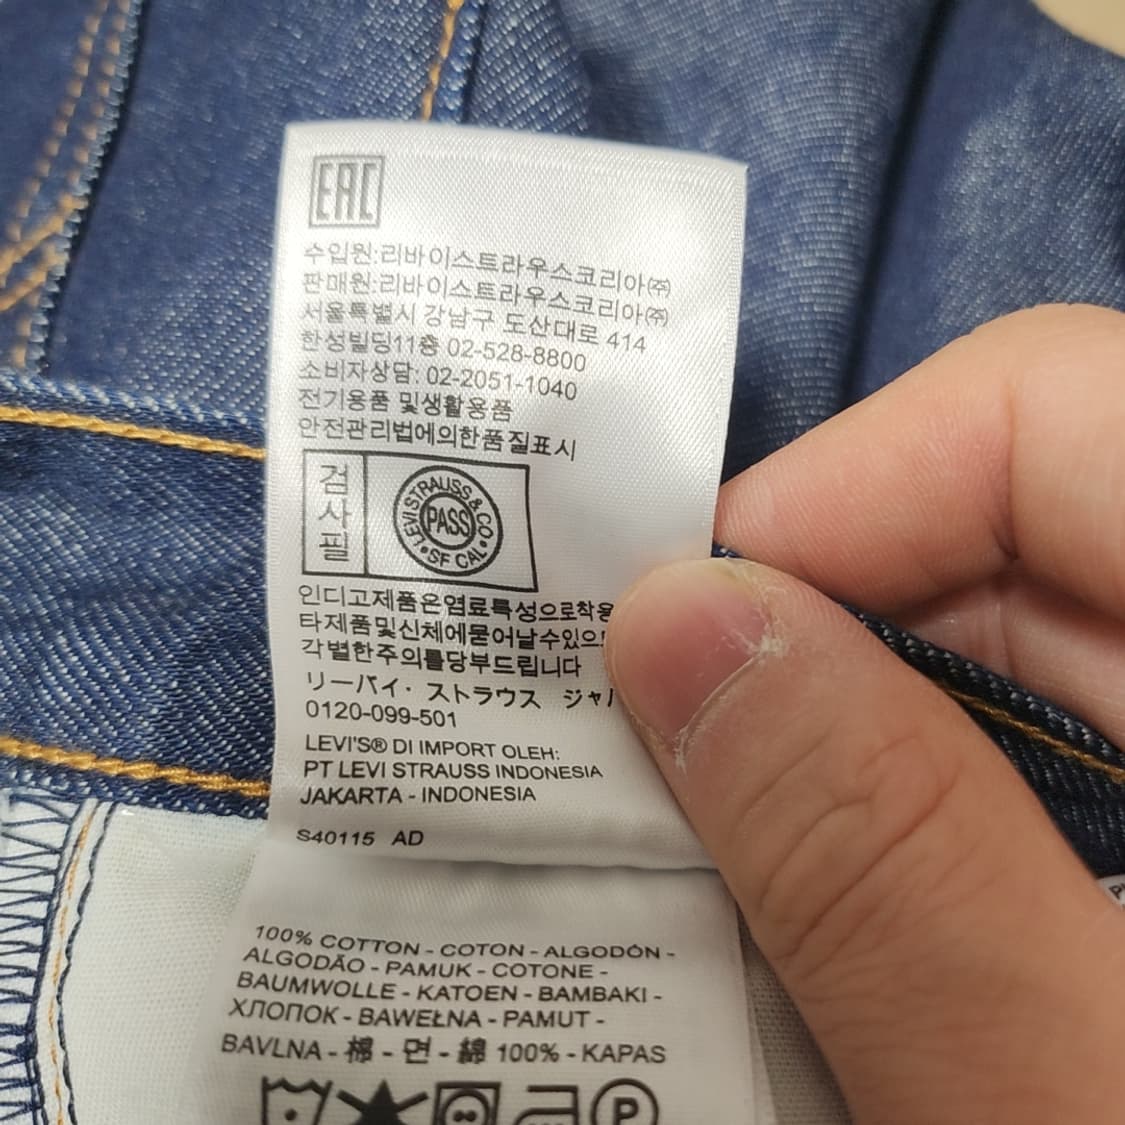 EAC
수입원:리바이스트라우스코리아㈜
판매원:리바이스트라우스코리아㈜
서울특별시 강남구 도산대로 414
한성빌딩11층 02-528-8800
소비자상담: 02-2051-1040
전기용품 및생활용품
안전관리법에의한품질표시
검사필
LEVI STRAUSS & CO
PASS
SF CAL
인디고제품은염료특성으로착용
타제품및신체에묻어날수있으
각별한주의를당부드립니다
リーバイ・ストラウス ジャ
0120-099-501
LEVI'S® DI IMPORT OLEH:
PT LEVI STRAUSS INDONESIA
JAKARTA - INDONESIA
S40115 AD
100% COTTON - COTON - ALGODÓN -
ALGODÃO - PAMUK - COTONE -
BAUMWOLLE - KATOEN - BAMBAKI -
ХЛОПОК - BAWEŁNA - PAMUT -
BAVLNA - 棉 - 면 - 綿 100% - KAPAS
P